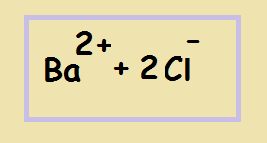 Ba²⁺ + 2Cl⁻